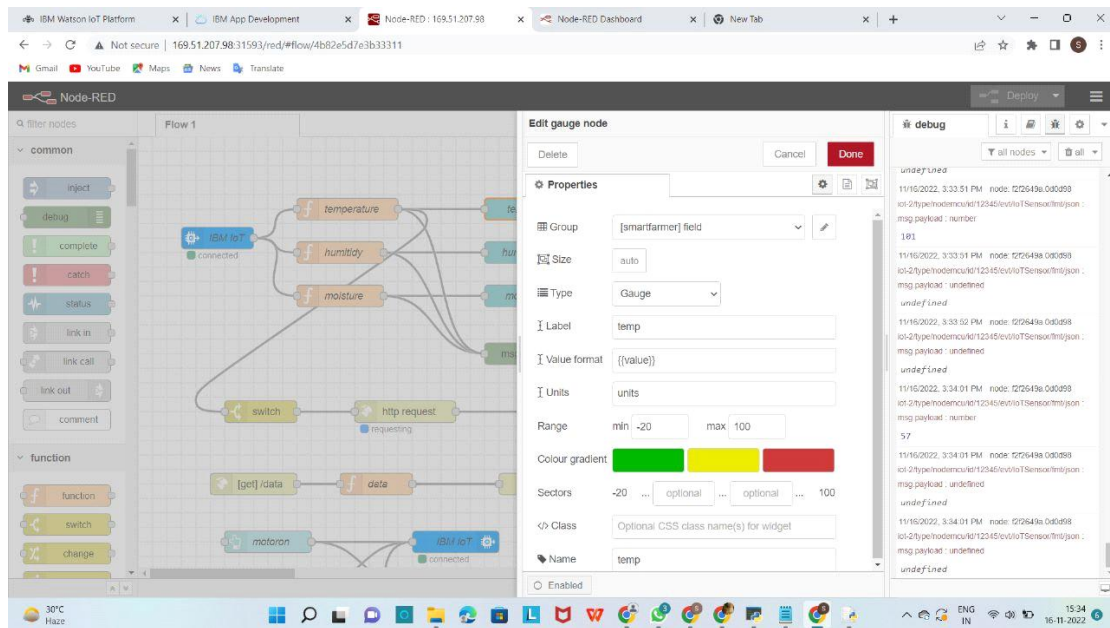 IBM Watson IoT Platform
IBM App Development
Node-RED : 169.51.207.98
Node-RED Dashboard
New Tab
Not secure | 169.51.207.98:31593/red/#flow/4b82e5d7e3b33311
Gmail YouTube Maps News Translate
Node-RED
Deploy
filter nodes
common
inject
debug
complete
catch
status
link in
link call
link out
comment
function
function
switch
change
Flow 1
IBM IoT
connected
temperature
humitidy
moisture
switch
http request
requesting
[get] /data
data
motoron
IBM IoT
connected
Edit gauge node
Delete
Cancel
Done
Properties
Group [smartfarmer] field
Size auto
Type Gauge
Label temp
Value format {{value}}
Units units
Range min -20 max 100
Colour gradient
Sectors -20 ... optional ... optional ... 100
Class Optional CSS class name(s) for widget
Name temp
Enabled
debug
all nodes
all
undefined
11/16/2022, 3:33:51 PM node: f2f2649a.0d0d98
iot-2/type/nodemcu/id/12345/evt/IoTSensor/fmt/json :
msg.payload : number
101
11/16/2022, 3:33:51 PM node: f2f2649a.0d0d98
iot-2/type/nodemcu/id/12345/evt/IoTSensor/fmt/json :
msg.payload : undefined
undefined
11/16/2022, 3:33:52 PM node: f2f2649a.0d0d98
iot-2/type/nodemcu/id/12345/evt/IoTSensor/fmt/json :
msg.payload : undefined
undefined
11/16/2022, 3:34:01 PM node: f2f2649a.0d0d98
iot-2/type/nodemcu/id/12345/evt/IoTSensor/fmt/json :
msg.payload : number
57
11/16/2022, 3:34:01 PM node: f2f2649a.0d0d98
iot-2/type/nodemcu/id/12345/evt/IoTSensor/fmt/json :
msg.payload : undefined
undefined
11/16/2022, 3:34:01 PM node: f2f2649a.0d0d98
iot-2/type/nodemcu/id/12345/evt/IoTSensor/fmt/json :
msg.payload : undefined
undefined
30°C
Haze
ENG
IN
15:34
16-11-2022